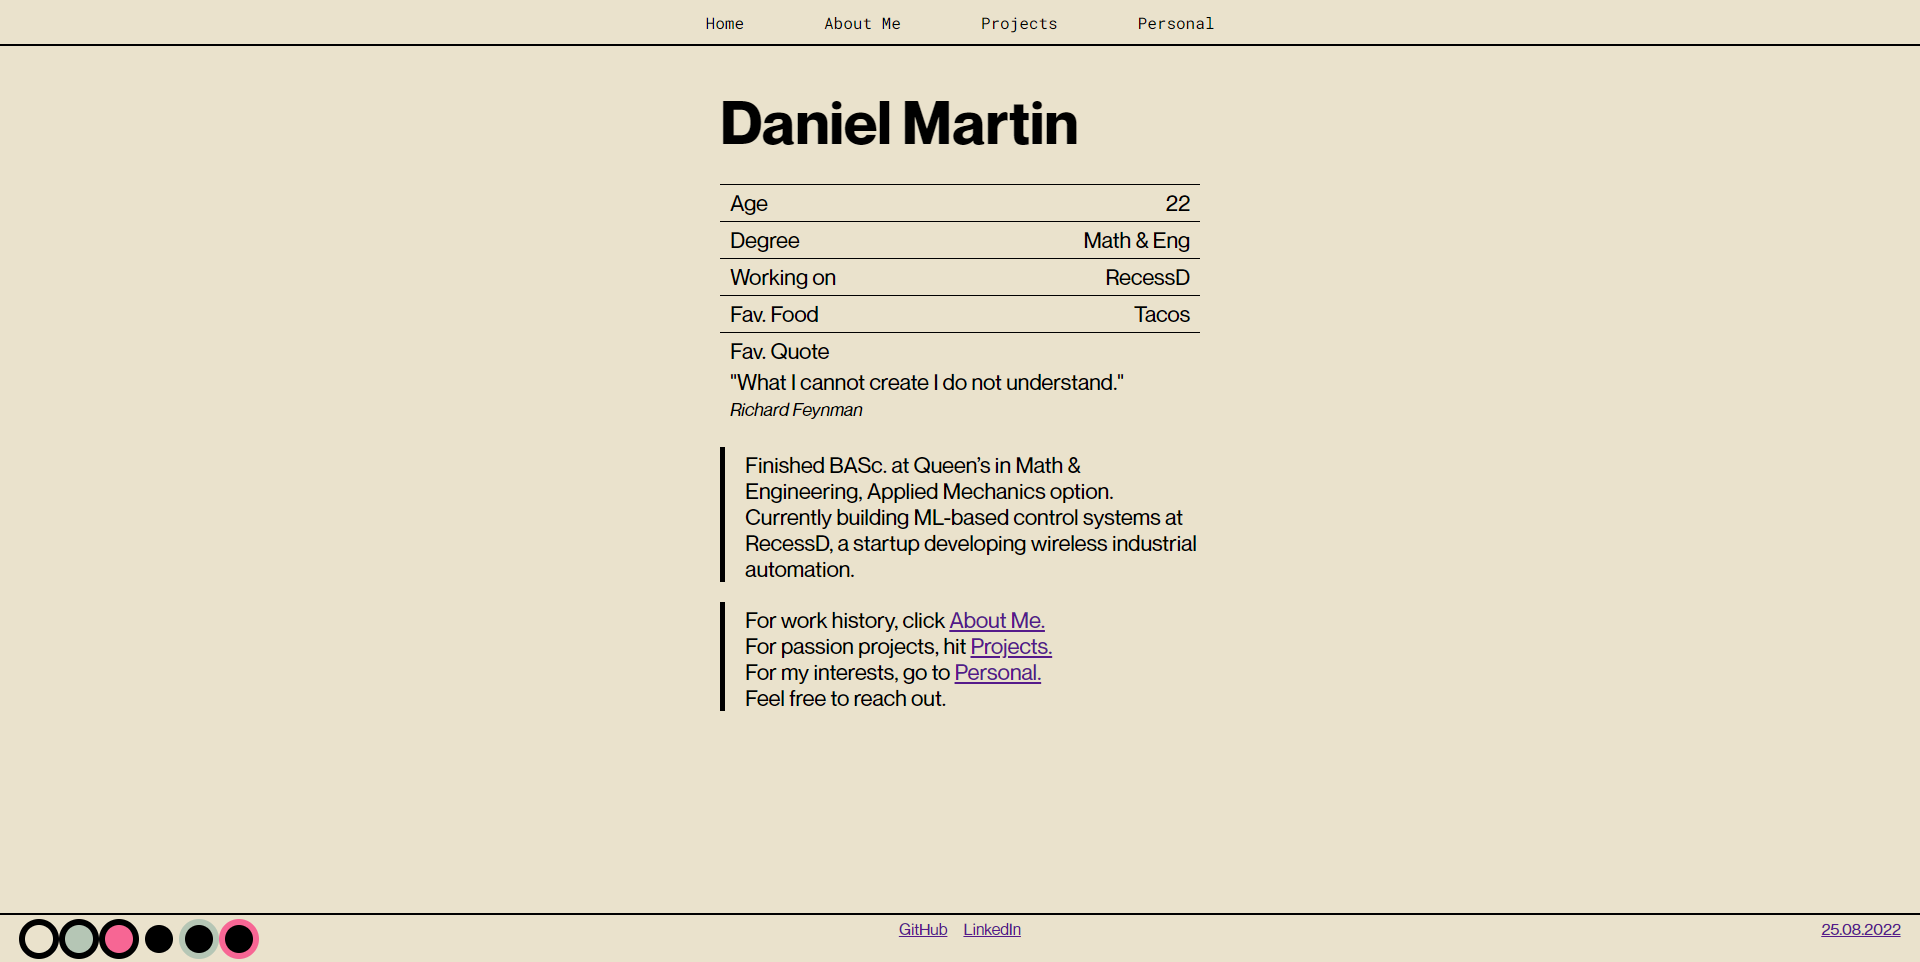 Home About Me Projects Personal
Daniel Martin
Age 22
Degree Math & Eng
Working on RecessD
Fav. Food Tacos
Fav. Quote
"What I cannot create I do not understand."
Richard Feynman
Finished BASc. at Queen’s in Math &
Engineering, Applied Mechanics option.
Currently building ML-based control systems at
RecessD, a startup developing wireless industrial
automation.
For work history, click About Me.
For passion projects, hit Projects.
For my interests, go to Personal.
Feel free to reach out.
GitHub LinkedIn 25.08.2022